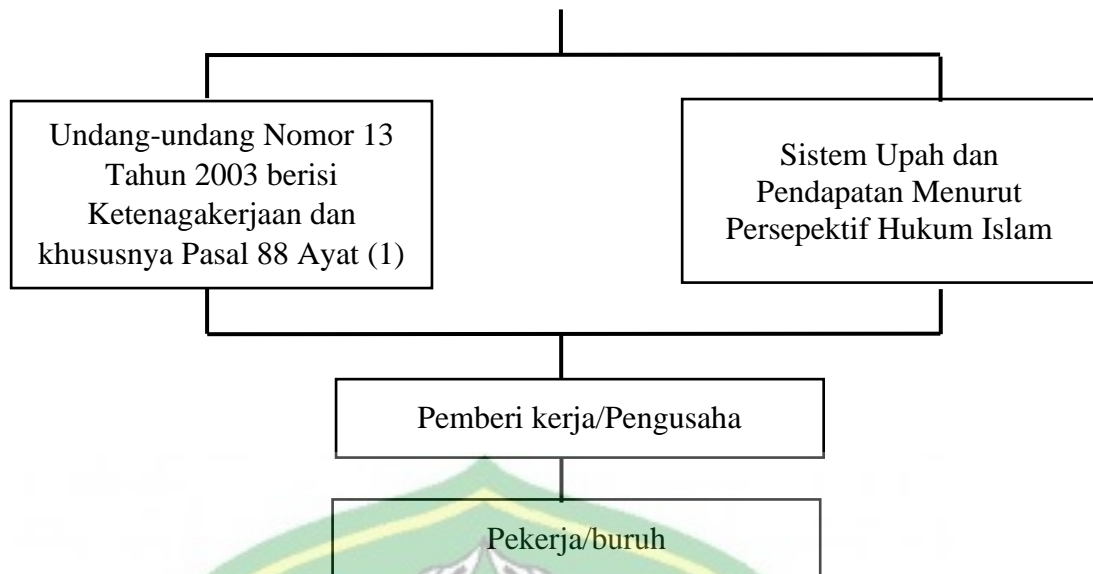 Undang-undang Nomor 13
Tahun 2003 berisi
Ketenagakerjaan dan
khususnya Pasal 88 Ayat (1)
Sistem Upah dan
Pendapatan Menurut
Persepektif Hukum Islam
Pemberi kerja/Pengusaha
Pekerja/buruh